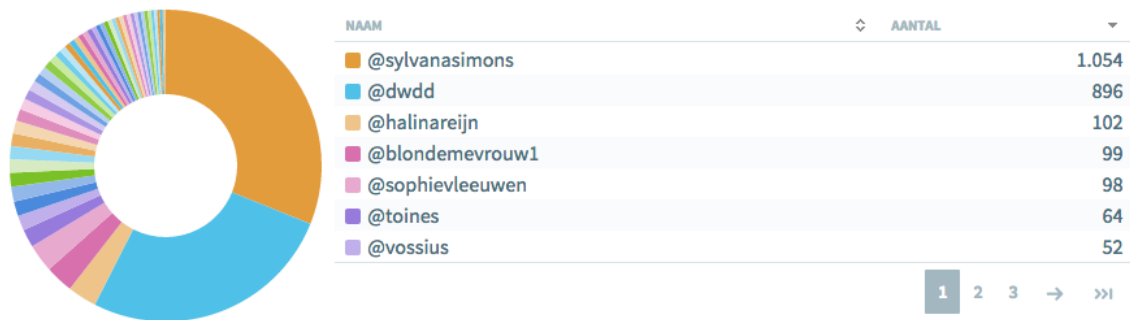 NAAM AANTAL
@sylvanasimons 1.054
@dwdd 896
@halinareijn 102
@blondemevrouw1 99
@sophievleeuwen 98
@toines 64
@vossius 52
1 2 3